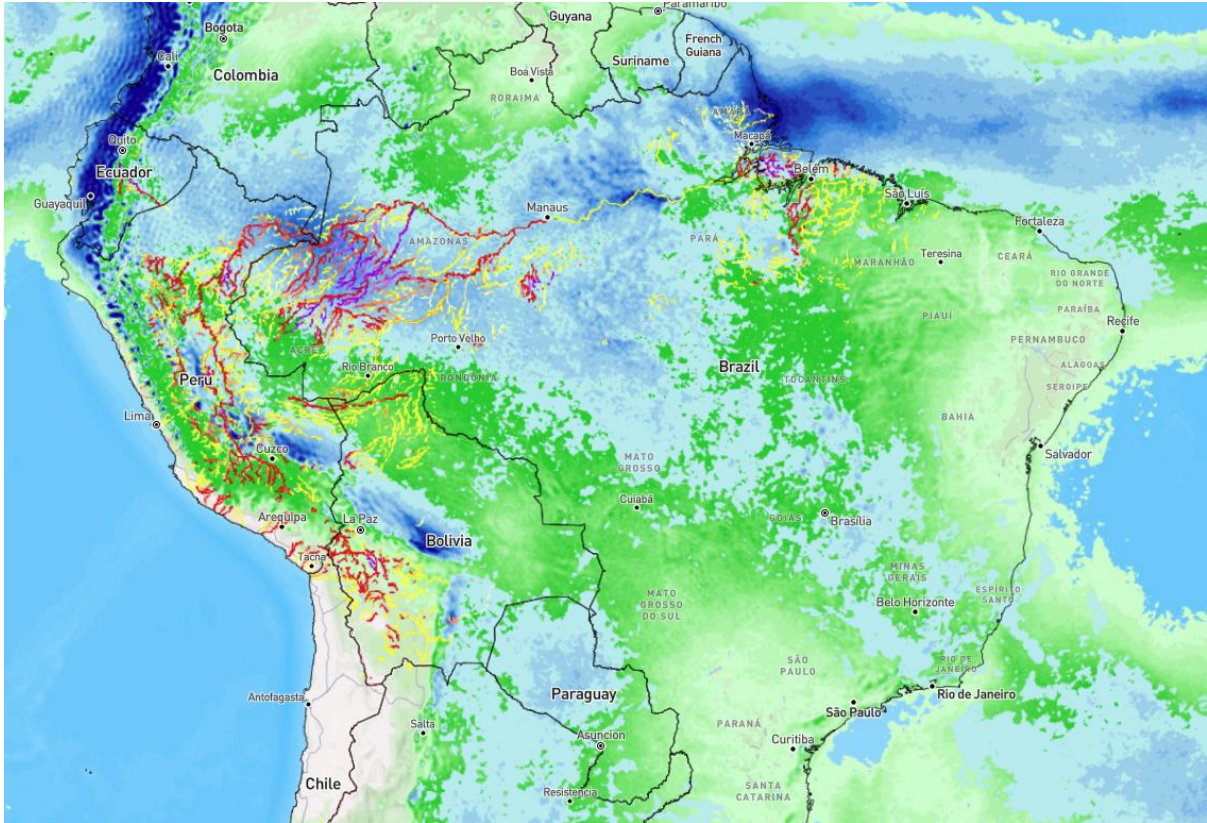 Paramaribo
Bogota
Guyana
French
Guiana
Cali
Suriname
Colombia
Boa Vista
RORAIMA
AMAPÁ
Macapá
Quito
Ecuador
Belém
Guayaquil
São Luís
Manaus
Fortaleza
AMAZONAS
PARÁ
Teresina
CEARÁ
MARANHÃO
RIO GRANDE
DO NORTE
PARAÍBA
PIAUÍ
Recife
Porto Velho
PERNAMBUCO
ACRE
Rio Branco
Brazil
ALAGOAS
Peru
RONDÔNIA
TOCANTINS
SERGIPE
Lima
BAHIA
Salvador
Cuzco
MATO
GROSSO
Cuiabá
Brasília
GOIÁS
Arequipa
La Paz
Bolivia
Tacna
MINAS
GERAIS
ESPÍRITO
SANTO
MATO
GROSSO
DO SUL
Belo Horizonte
SÃO
PAULO
RIO DE
JANEIRO
Rio de Janeiro
Paraguay
Antofagasta
São Paulo
Salta
PARANÁ
Asuncion
Curitiba
Chile
Resistencia
SANTA
CATARINA